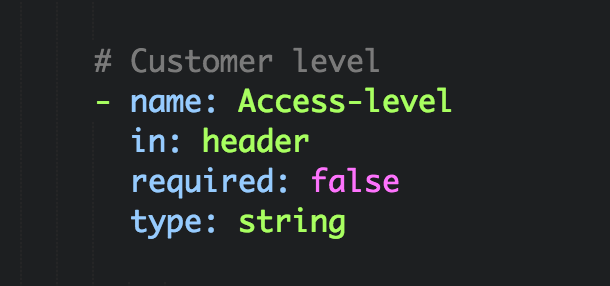 # Customer level
- name: Access-level
in: header
required: false
type: string